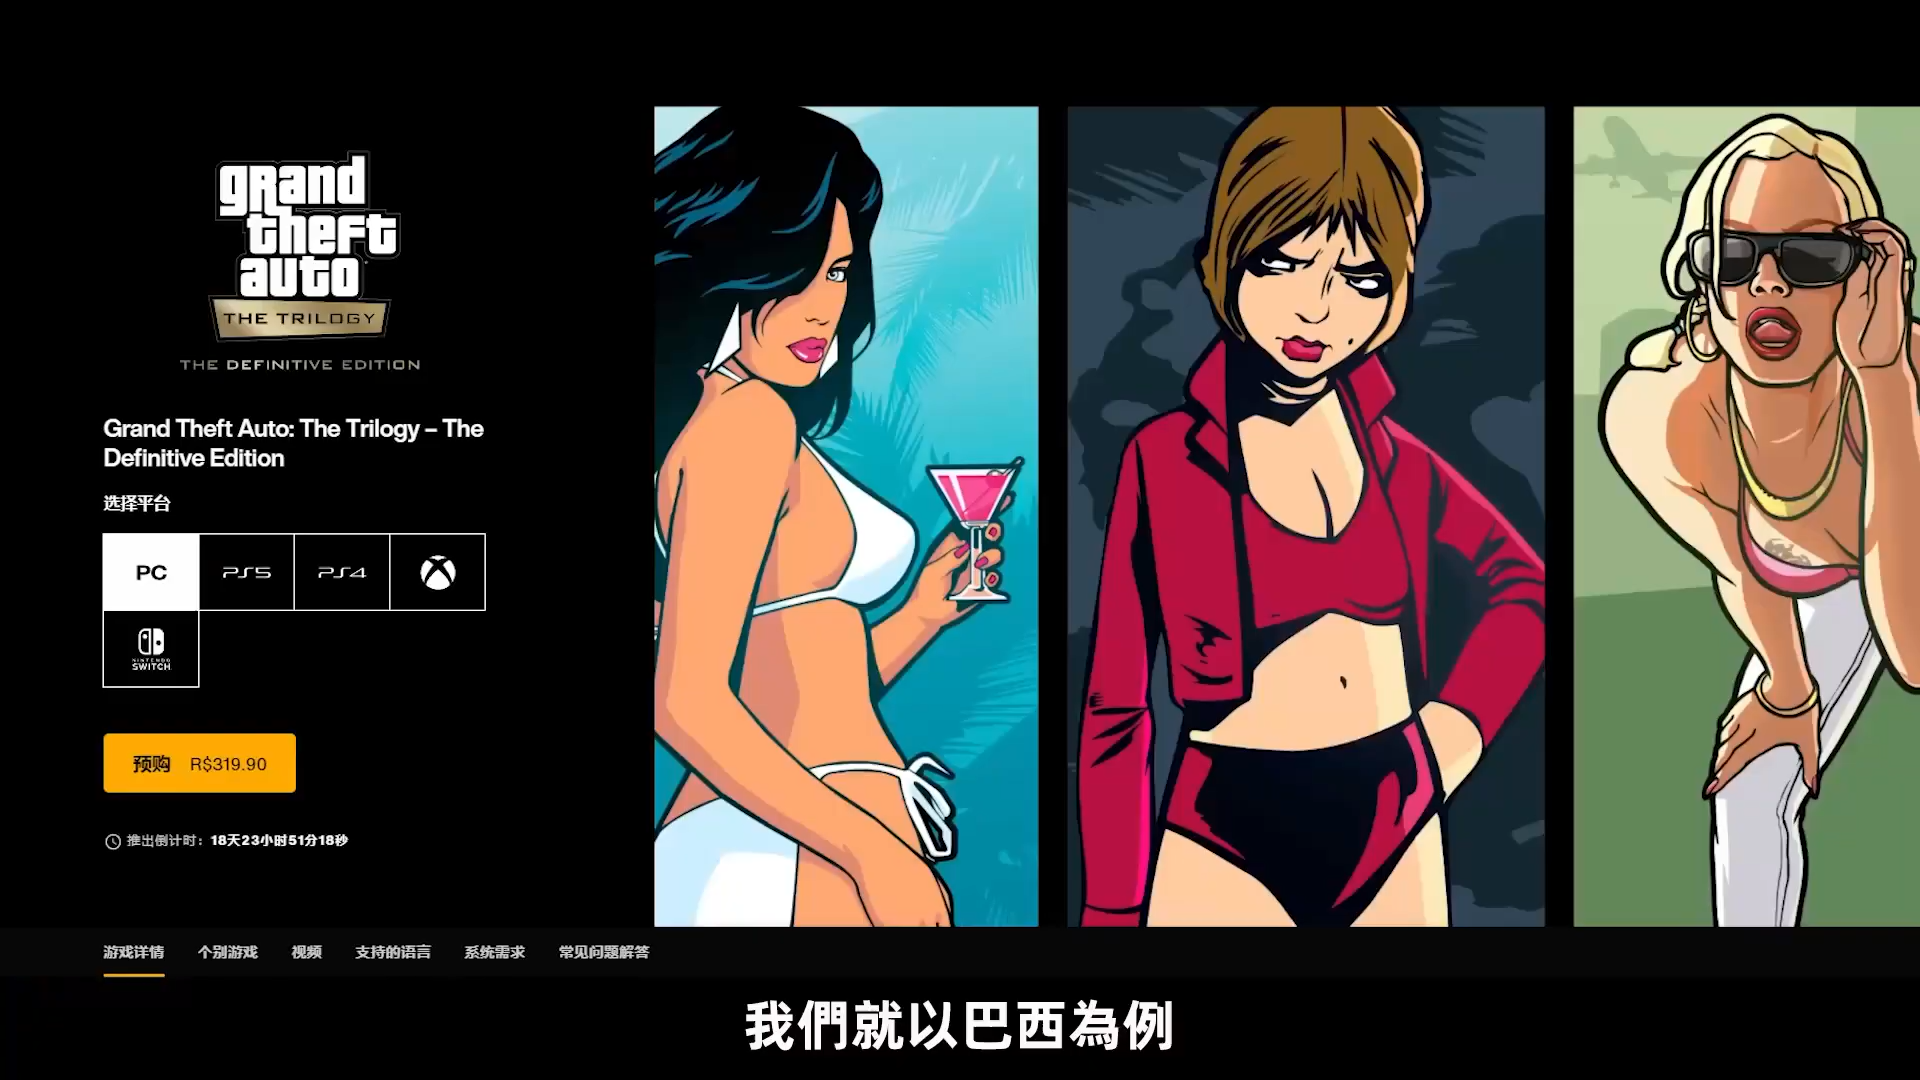 grand
theft
auto
THE TRILOGY
THE DEFINITIVE EDITION
Grand Theft Auto: The Trilogy – The
Definitive Edition
选择平台
PC PS5 PS4
NINTENDO
SWITCH
预购 R$319.90
推出倒计时： 18天23小时51分18秒
游戏详情 个别游戏 视频 支持的语言 系统需求 常见问题解答
我們就以巴西為例